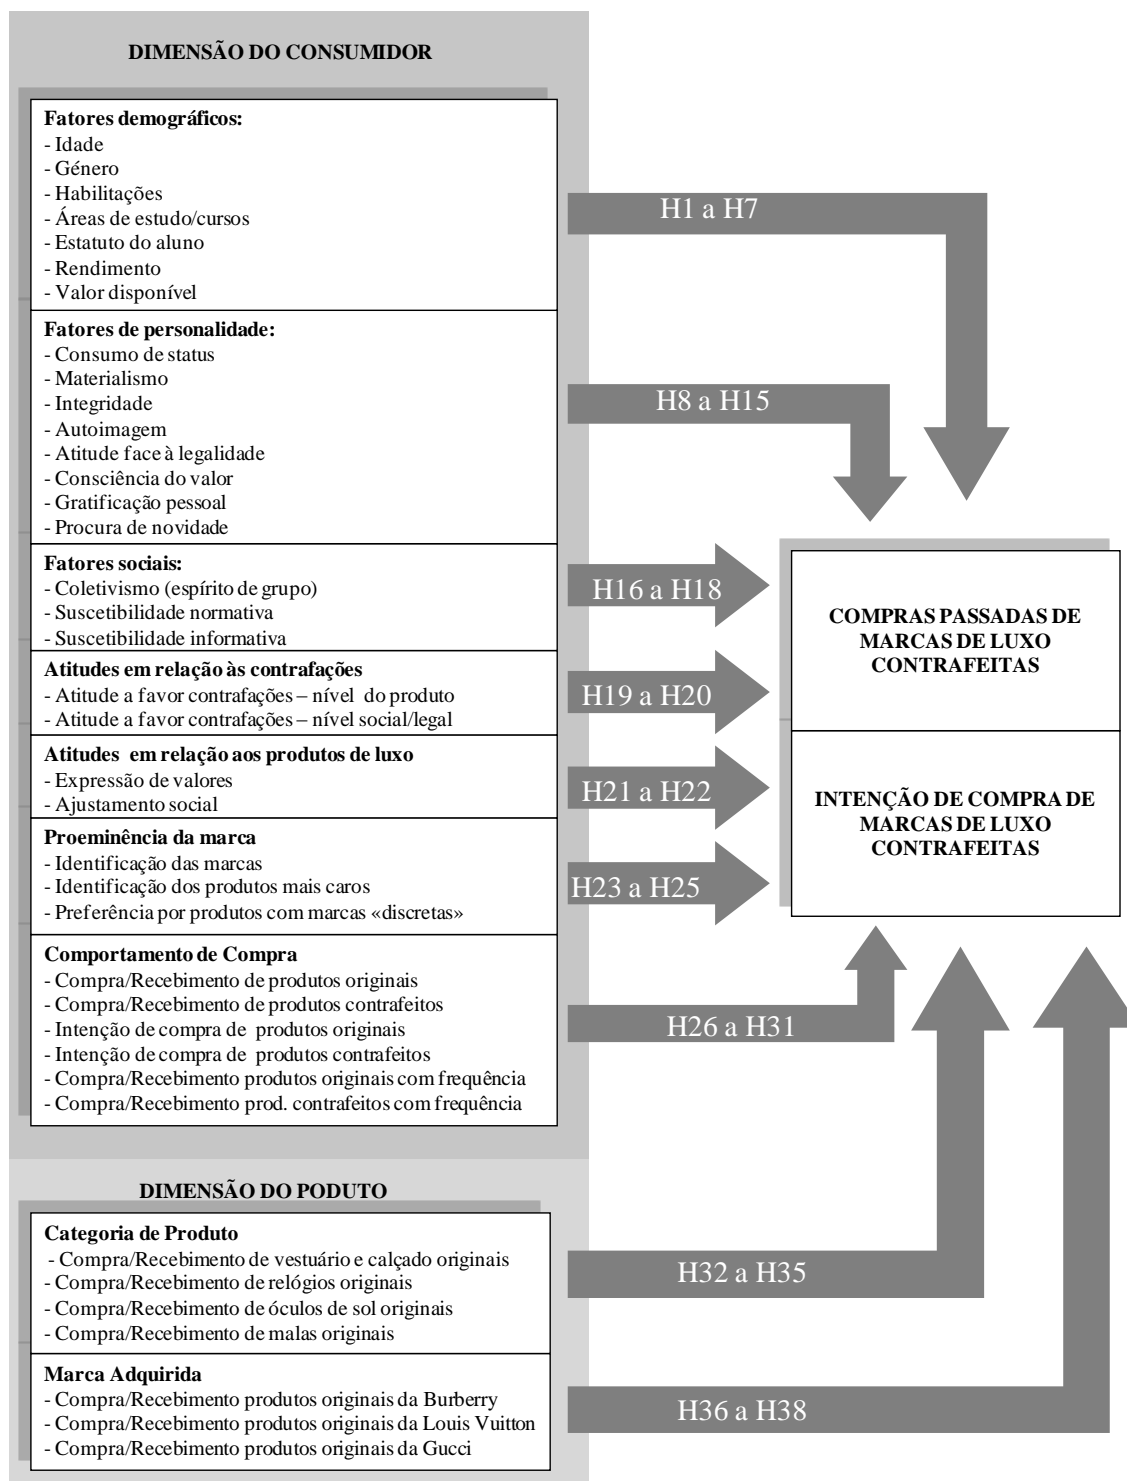 DIMENSÃO DO CONSUMIDOR
Fatores demográficos:
- Idade
- Género
- Habilitações
- Áreas de estudo/cursos
- Estatuto do aluno
- Rendimento
- Valor disponível
H1 a H7
Fatores de personalidade:
- Consumo de status
- Materialismo
- Integridade
- Autoimagem
- Atitude face à legalidade
- Consciência do valor
- Gratificação pessoal
- Procura de novidade
H8 a H15
Fatores sociais:
- Coletivismo (espírito de grupo)
- Suscetibilidade normativa
- Suscetibilidade informativa
H16 a H18
Atitudes em relação às contrafações
- Atitude a favor contrafações – nível do produto
- Atitude a favor contrafações – nível social/legal
H19 a H20
Atitudes em relação aos produtos de luxo
- Expressão de valores
- Ajustamento social
H21 a H22
Proeminência da marca
- Identificação das marcas
- Identificação dos produtos mais caros
- Preferência por produtos com marcas «discretas»
H23 a H25
Comportamento de Compra
- Compra/Recebimento de produtos originais
- Compra/Recebimento de produtos contrafeitos
- Intenção de compra de produtos originais
- Intenção de compra de produtos contrafeitos
- Compra/Recebimento produtos originais com frequência
- Compra/Recebimento prod. contrafeitos com frequência
H26 a H31
COMPRAS PASSADAS DE
MARCAS DE LUXO
CONTRAFEITAS
INTENÇÃO DE COMPRA DE
MARCAS DE LUXO
CONTRAFEITAS
DIMENSÃO DO PODUTO
Categoria de Produto
- Compra/Recebimento de vestuário e calçado originais
- Compra/Recebimento de relógios originais
- Compra/Recebimento de óculos de sol originais
- Compra/Recebimento de malas originais
H32 a H35
Marca Adquirida
- Compra/Recebimento produtos originais da Burberry
- Compra/Recebimento produtos originais da Louis Vuitton
- Compra/Recebimento produtos originais da Gucci
H36 a H38